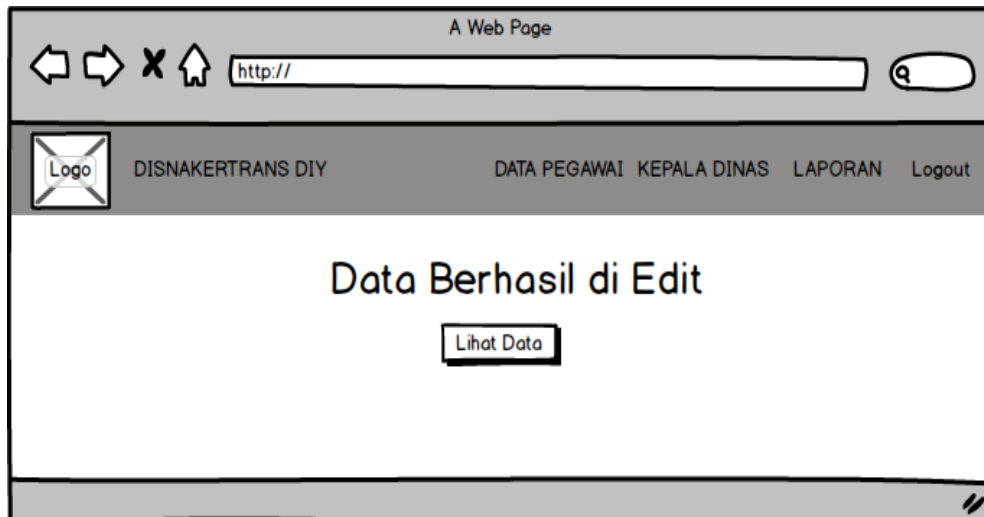 A Web Page
http://
Logo DISNAKERTRANS DIY DATA PEGAWAI KEPALA DINAS LAPORAN Logout
Data Berhasil di Edit
Lihat Data